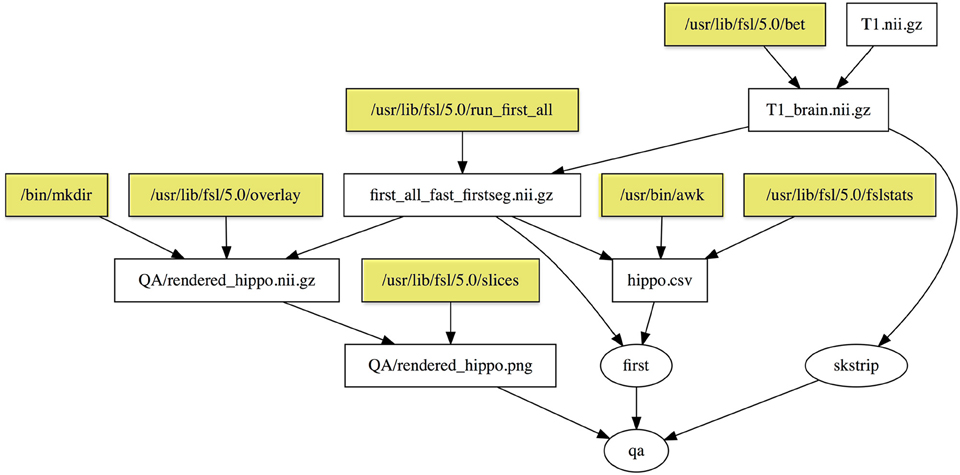 /usr/lib/fsl/5.0/bet
T1.nii.gz
/usr/lib/fsl/5.0/run_first_all
T1_brain.nii.gz
/bin/mkdir
/usr/lib/fsl/5.0/overlay
first_all_fast_firstseg.nii.gz
/usr/bin/awk
/usr/lib/fsl/5.0/fslstats
QA/rendered_hippo.nii.gz
/usr/lib/fsl/5.0/slices
hippo.csv
QA/rendered_hippo.png
first
skstrip
qa